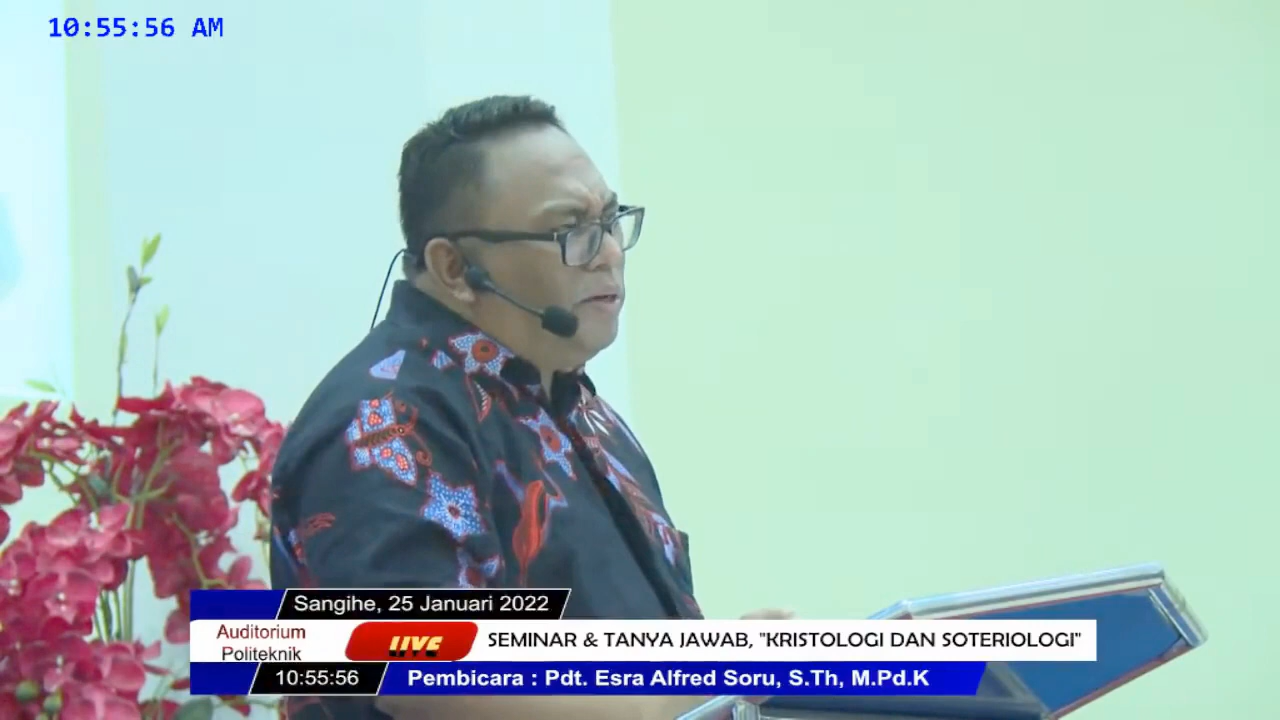 10:55:56 AM
Sangihe, 25 Januari 2022
Auditorium
Politeknik
LIVE
SEMINAR & TANYA JAWAB, "KRISTOLOGI DAN SOTERIOLOGI"
10:55:56
Pembicara : Pdt. Esra Alfred Soru, S.Th, M.Pd.K